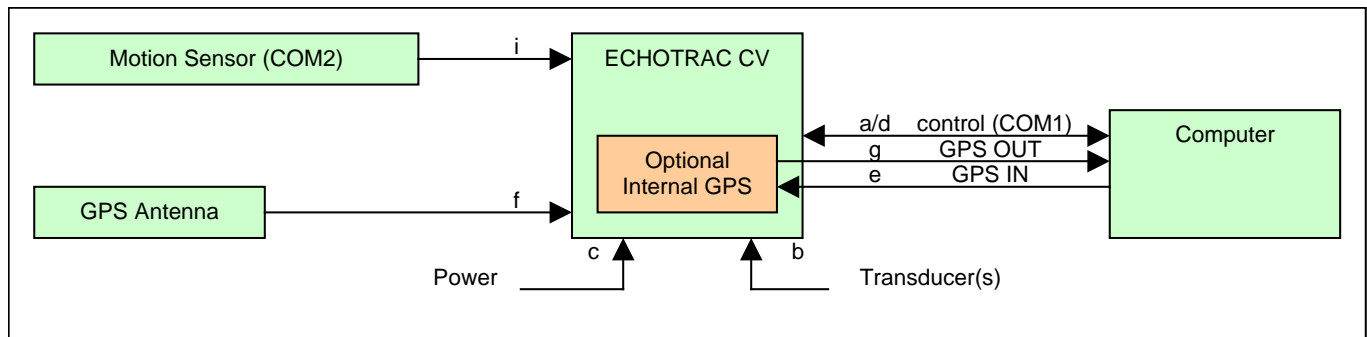 Motion Sensor (COM2)
i
ECHOTRAC CV
a/d control (COM1)
Computer
Optional
Internal GPS
g GPS OUT
e GPS IN
GPS Antenna
f
c
b
Power
Transducer(s)